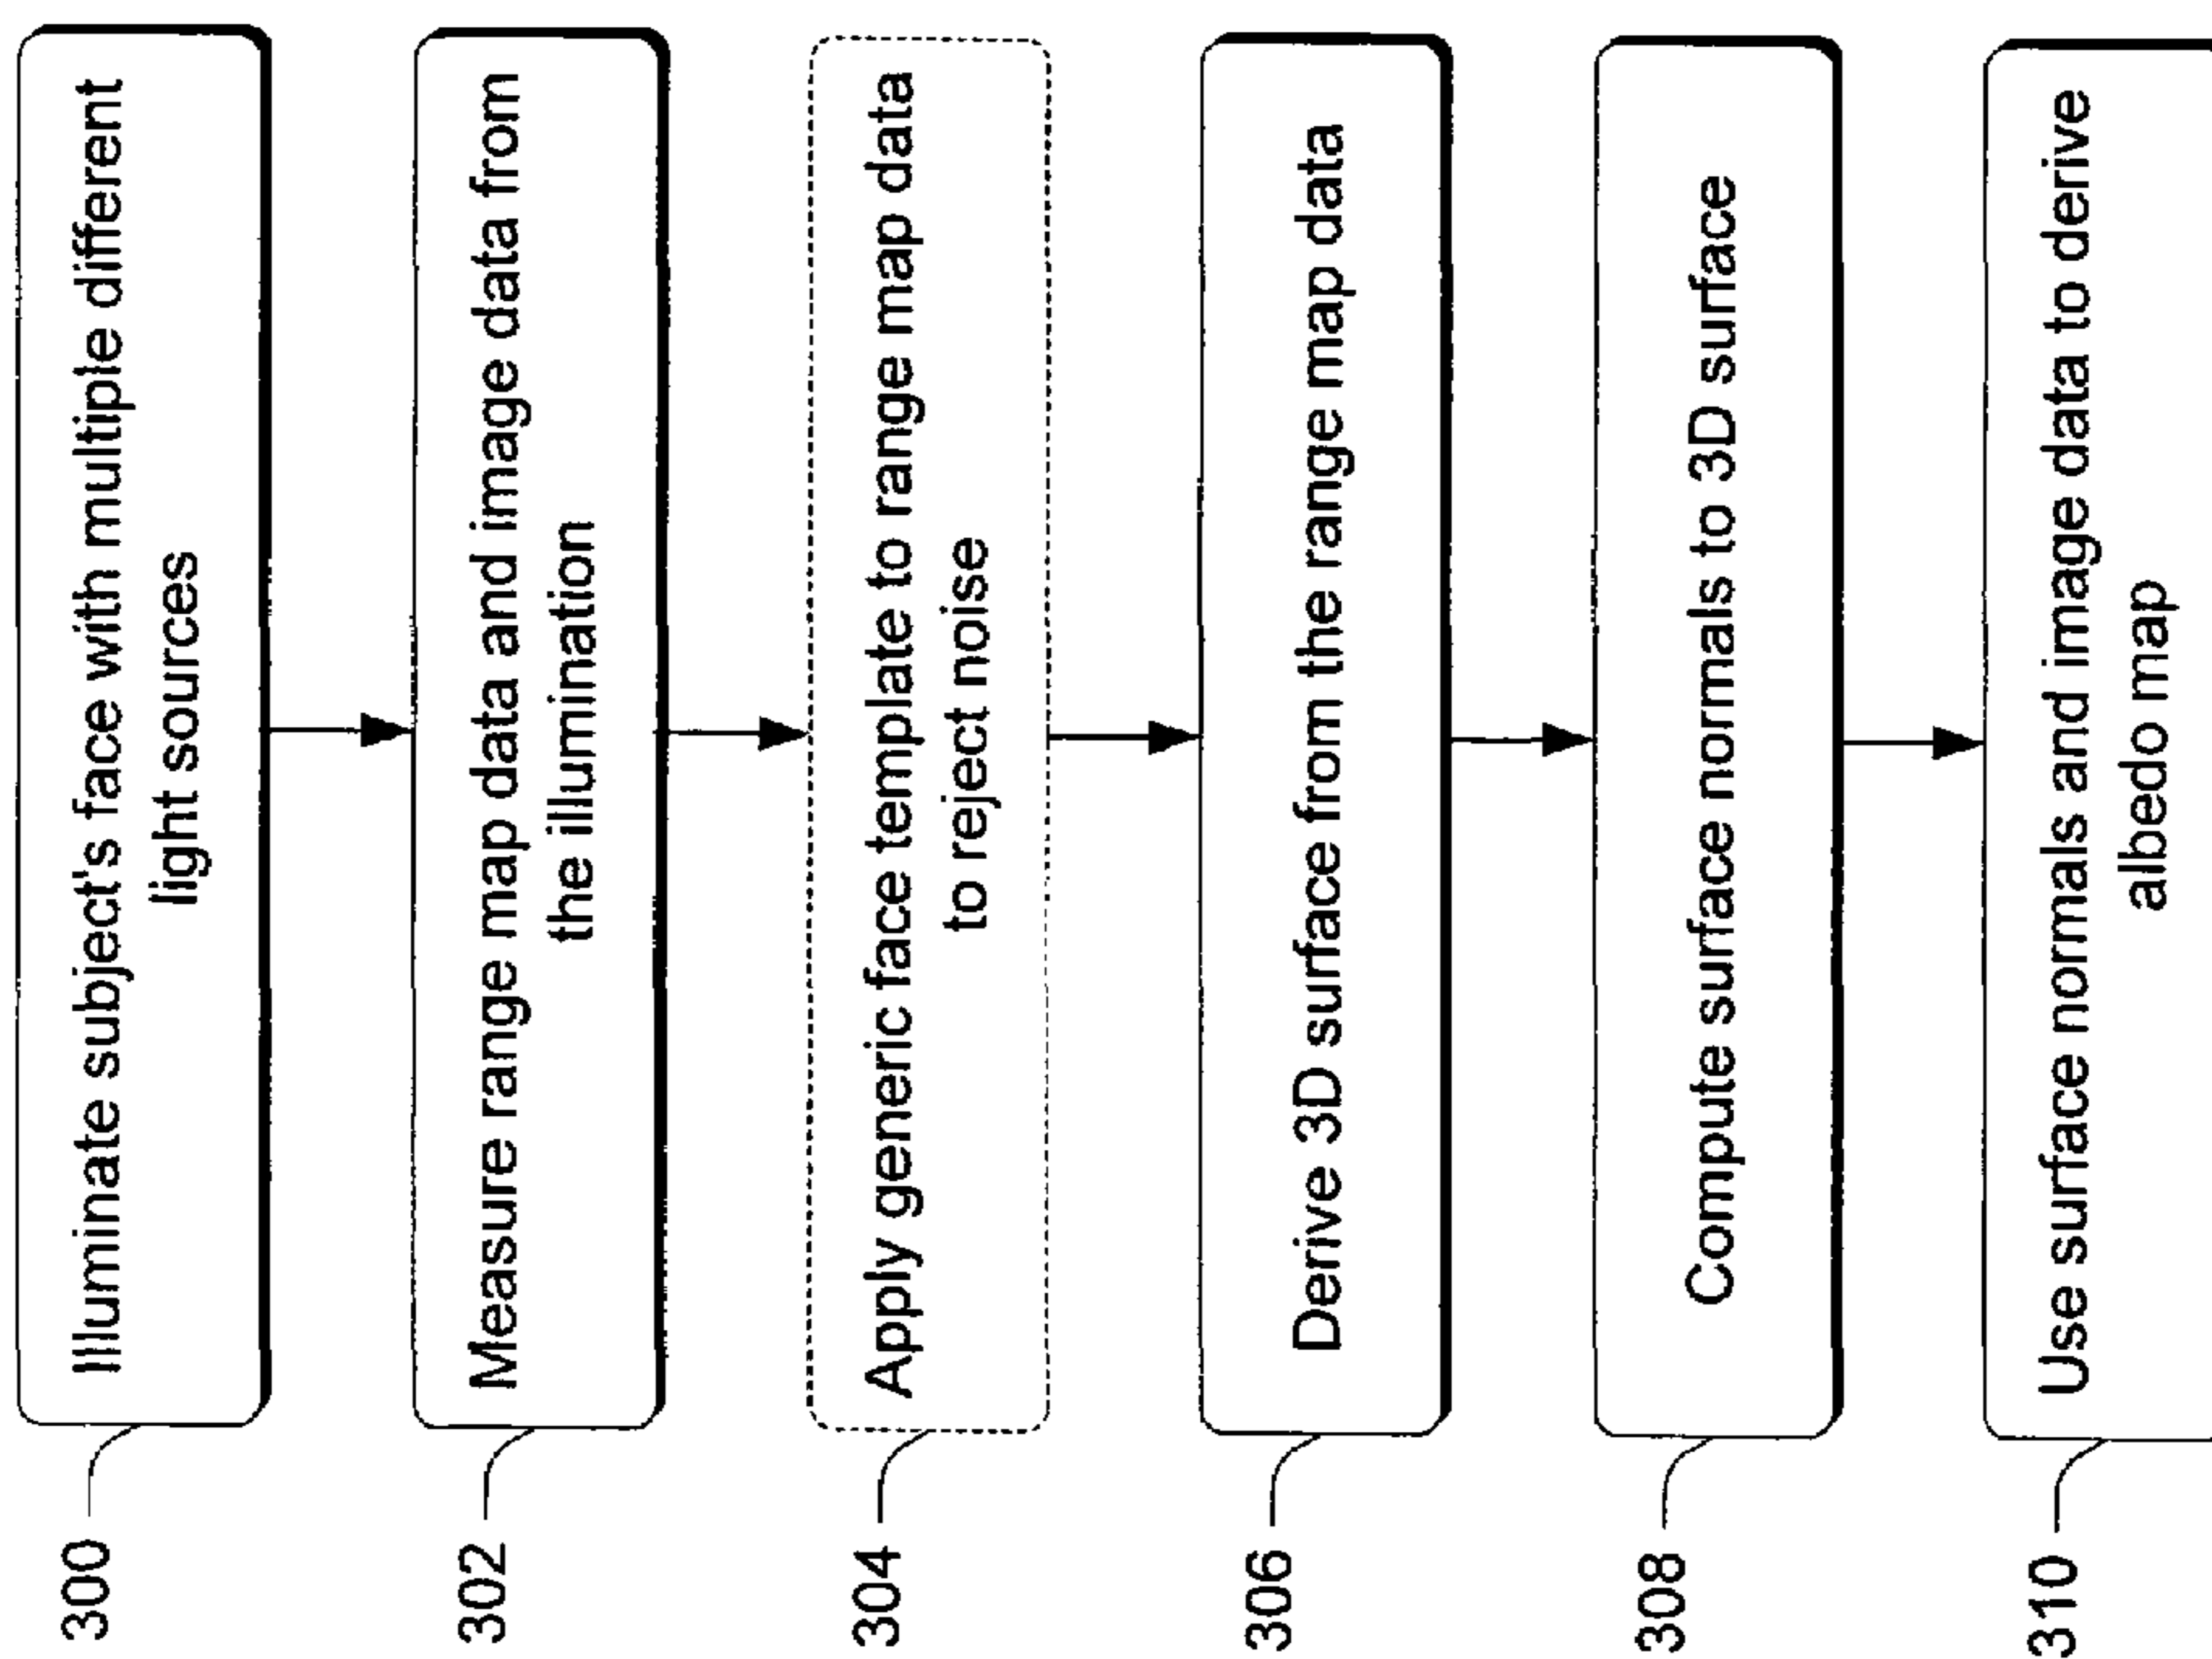 300
Illuminate subject's face with multiple different
light sources
302
Measure range map data and image data from
the illumination
304
Apply generic face template to range map data
to reject noise
306
Derive 3D surface from the range map data
308
Compute surface normals to 3D surface
310
Use surface normals and image data to derive
albedo map